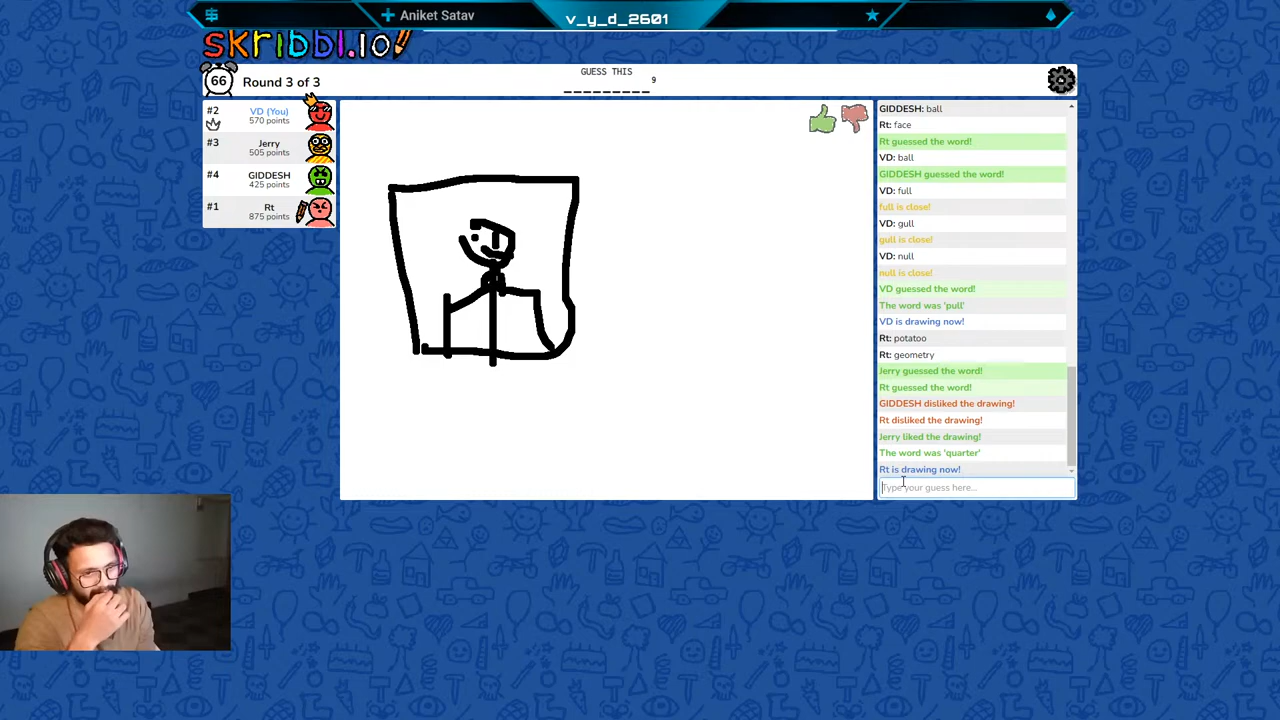 Aniket Satav
v_y_d_2601
skribbl.io
66
Round 3 of 3
GUESS THIS
_________ 9
#2
VD (You)
570 points
#3
Jerry
505 points
#4
GIDDESH
425 points
#1
Rt
875 points
GIDDESH: ball
Rt: face
Rt guessed the word!
VD: ball
GIDDESH guessed the word!
VD: full
full is close!
VD: gull
gull is close!
VD: null
null is close!
VD guessed the word!
The word was 'pull'
VD is drawing now!
Rt: potatoo
Rt: geometry
Jerry guessed the word!
Rt guessed the word!
GIDDESH disliked the drawing!
Rt disliked the drawing!
Jerry liked the drawing!
The word was 'quarter'
Rt is drawing now!
Type your guess here...